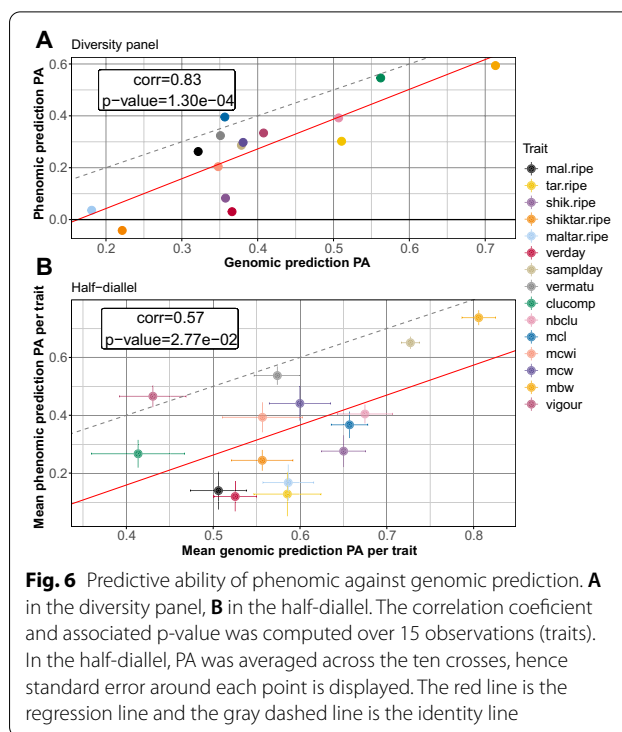 A
Diversity panel
corr=0.83
p-value=1.30e-04
Phenomic prediction PA
0.6
0.4
0.2
0.0
0.2 0.3 0.4 0.5 0.6 0.7
Genomic prediction PA
B
Half-diallel
corr=0.57
p-value=2.77e-02
Mean phenomic prediction PA per trait
0.6
0.4
0.2
0.4 0.5 0.6 0.7 0.8
Mean genomic prediction PA per trait
Trait
mal.ripe
tar.ripe
shik.ripe
shiktar.ripe
maltar.ripe
verday
samplday
vermatu
clucomp
nbclu
mcl
mcwi
mcw
mbw
vigour
Fig. 6 Predictive ability of phenomic against genomic prediction. A
in the diversity panel, B in the half-diallel. The correlation coeficient
and associated p-value was computed over 15 observations (traits).
In the half-diallel, PA was averaged across the ten crosses, hence
standard error around each point is displayed. The red line is the
regression line and the gray dashed line is the identity line